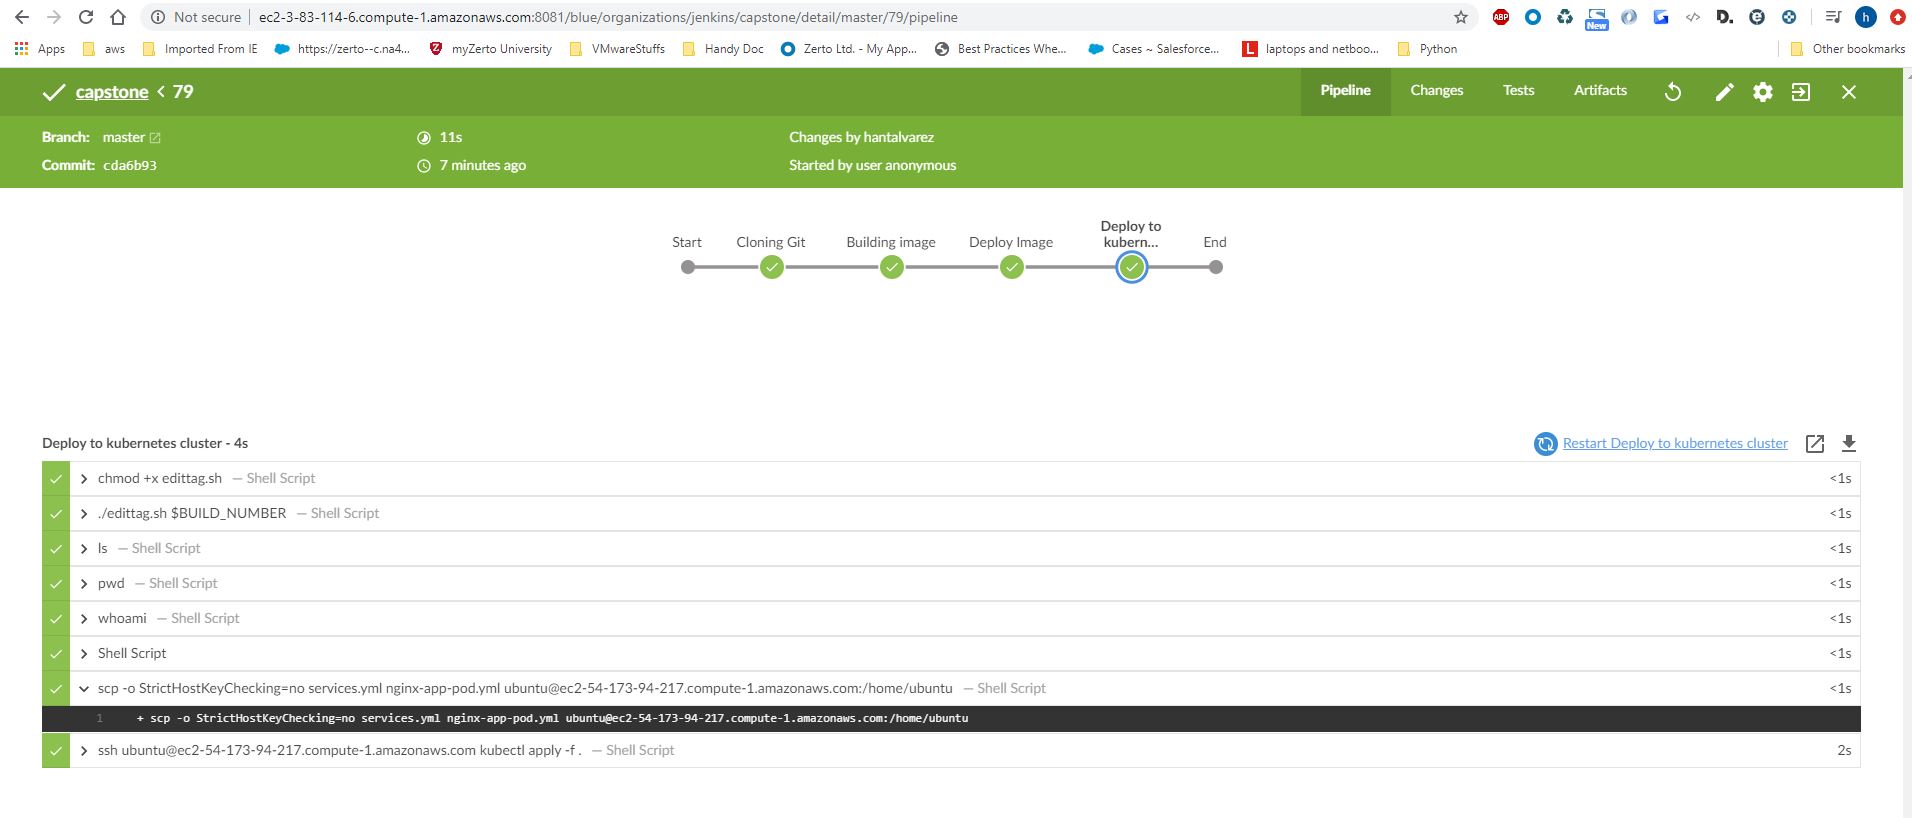 Not secure | ec2-3-83-114-6.compute-1.amazonaws.com:8081/blue/organizations/jenkins/capstone/detail/master/79/pipeline
ABP
New
D.
h
Apps aws Imported From IE https://zerto--c.na4... myZerto University VMwareStuffs Handy Doc Zerto Ltd. - My App... Best Practices Whe... Cases ~ Salesforce... L laptops and netboo... Python Other bookmarks
capstone < 79 Pipeline Changes Tests Artifacts
Branch: master 11s Changes by hantalvarez
Commit: cda6b93 7 minutes ago Started by user anonymous
Start Cloning Git Building image Deploy Image Deploy to kubern... End
Deploy to kubernetes cluster - 4s Restart Deploy to kubernetes cluster
chmod +x edittag.sh — Shell Script <1s
./edittag.sh $BUILD_NUMBER — Shell Script <1s
ls — Shell Script <1s
pwd — Shell Script <1s
whoami — Shell Script <1s
Shell Script <1s
scp -o StrictHostKeyChecking=no services.yml nginx-app-pod.yml ubuntu@ec2-54-173-94-217.compute-1.amazonaws.com:/home/ubuntu — Shell Script <1s
1 + scp -o StrictHostKeyChecking=no services.yml nginx-app-pod.yml ubuntu@ec2-54-173-94-217.compute-1.amazonaws.com:/home/ubuntu
ssh ubuntu@ec2-54-173-94-217.compute-1.amazonaws.com kubectl apply -f . — Shell Script 2s